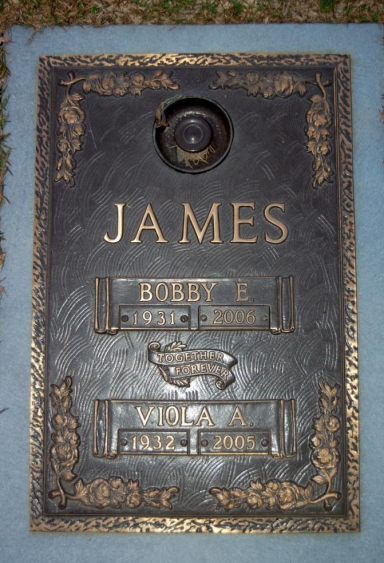 JAMES
BOBBY E
1931 2006
TOGETHER
FOREVER
VIOLA A.
1932 2005